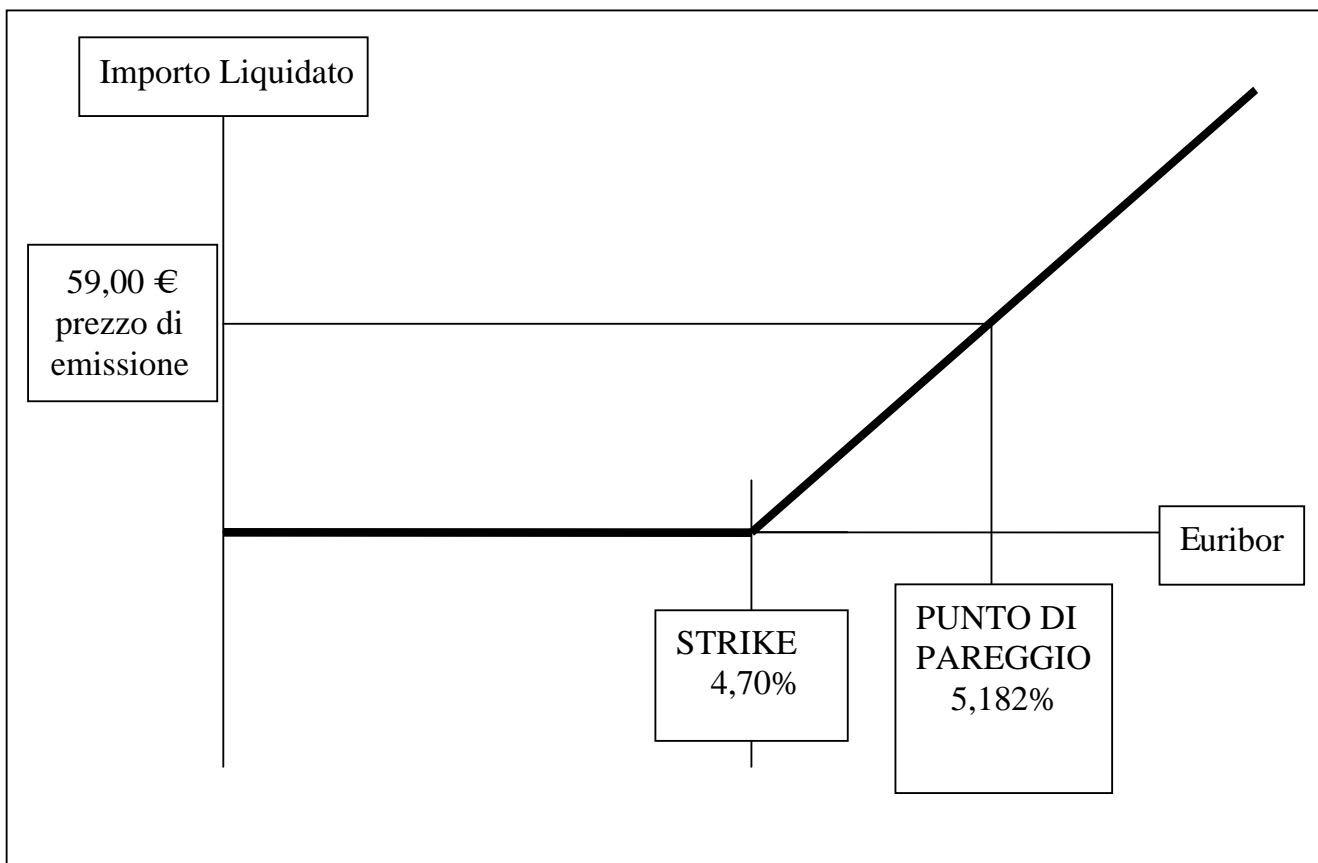 Importo Liquidato
59,00 €
prezzo di
emissione
Euribor
STRIKE
4,70%
PUNTO DI
PAREGGIO
5,182%